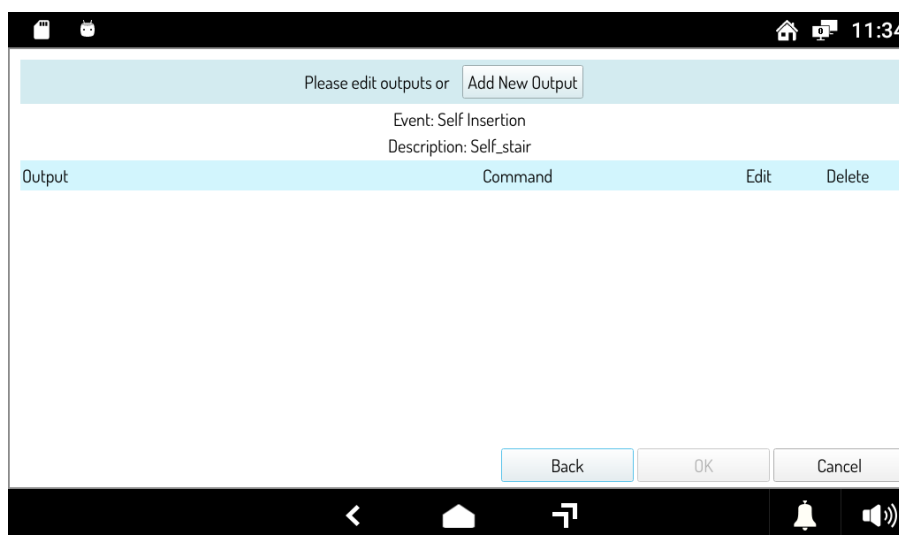 11:34
Please edit outputs or Add New Output
Event: Self Insertion
Description: Self_stair
Output Command Edit Delete
Back OK Cancel